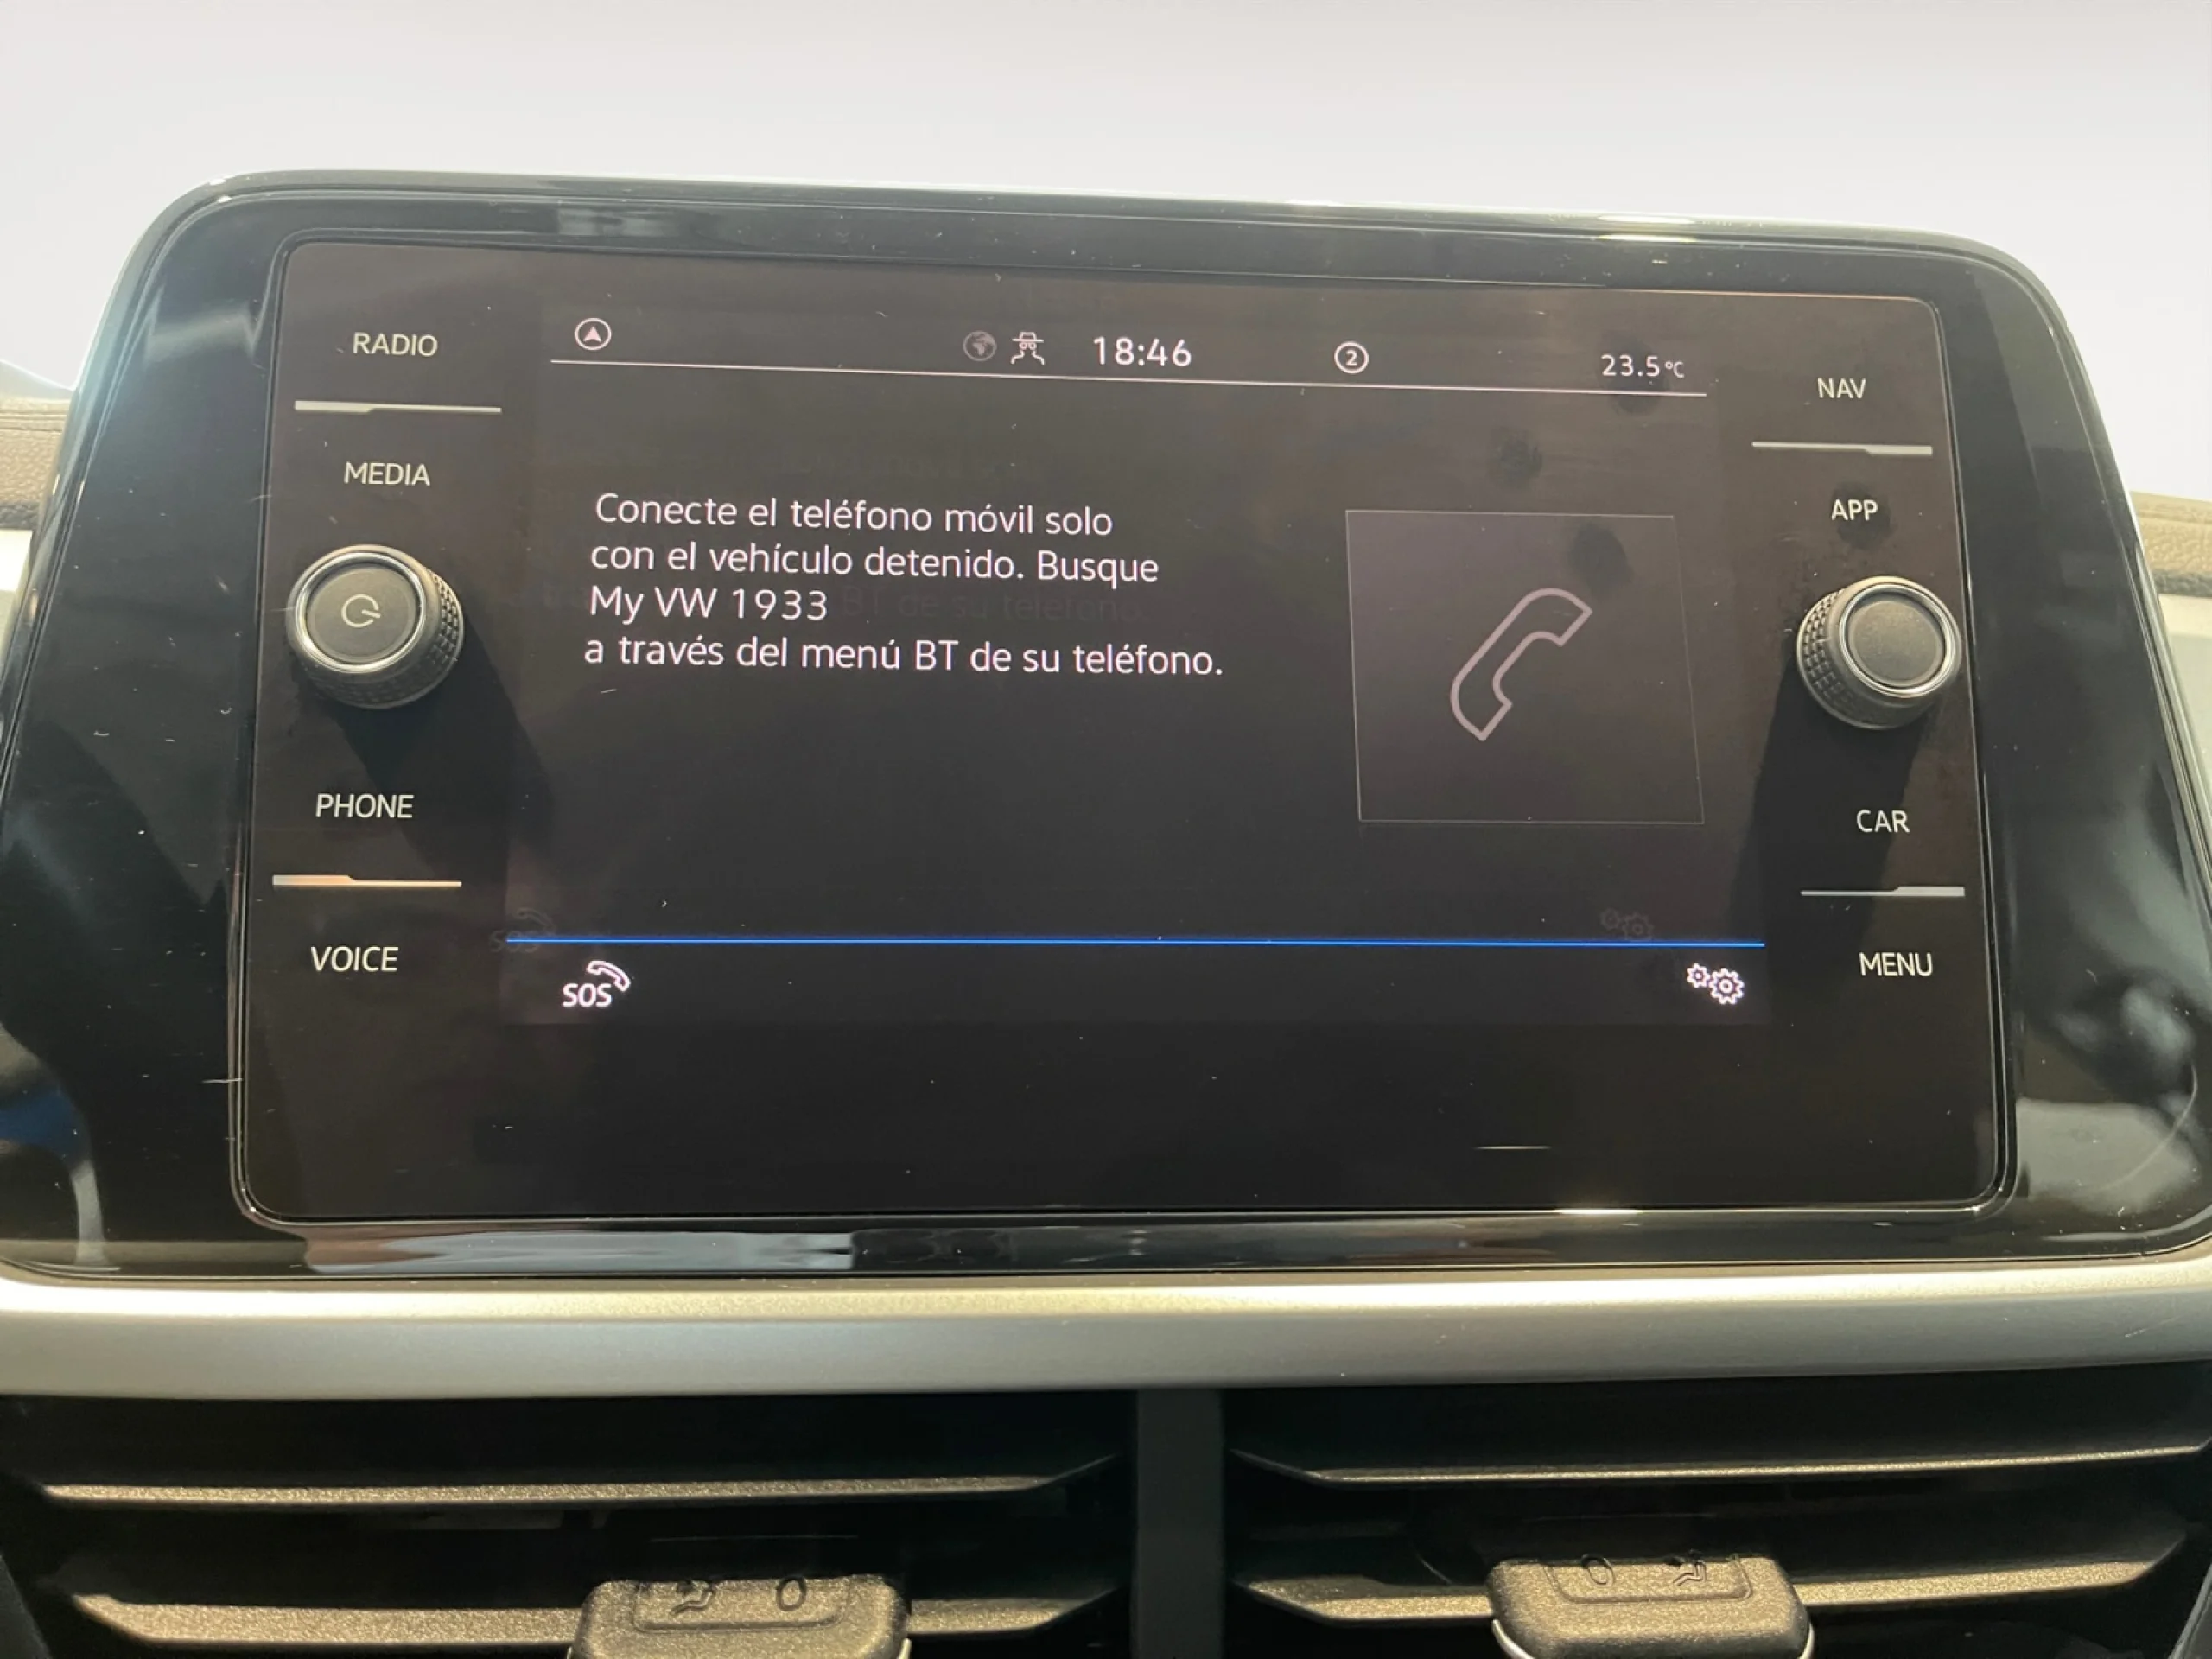 RADIO
MEDIA
PHONE
VOICE
18:46
2
23.5°C
Conecte el teléfono móvil solo
con el vehículo detenido. Busque
My VW 1933
a través del menú BT de su teléfono.
SOS
NAV
APP
CAR
MENU